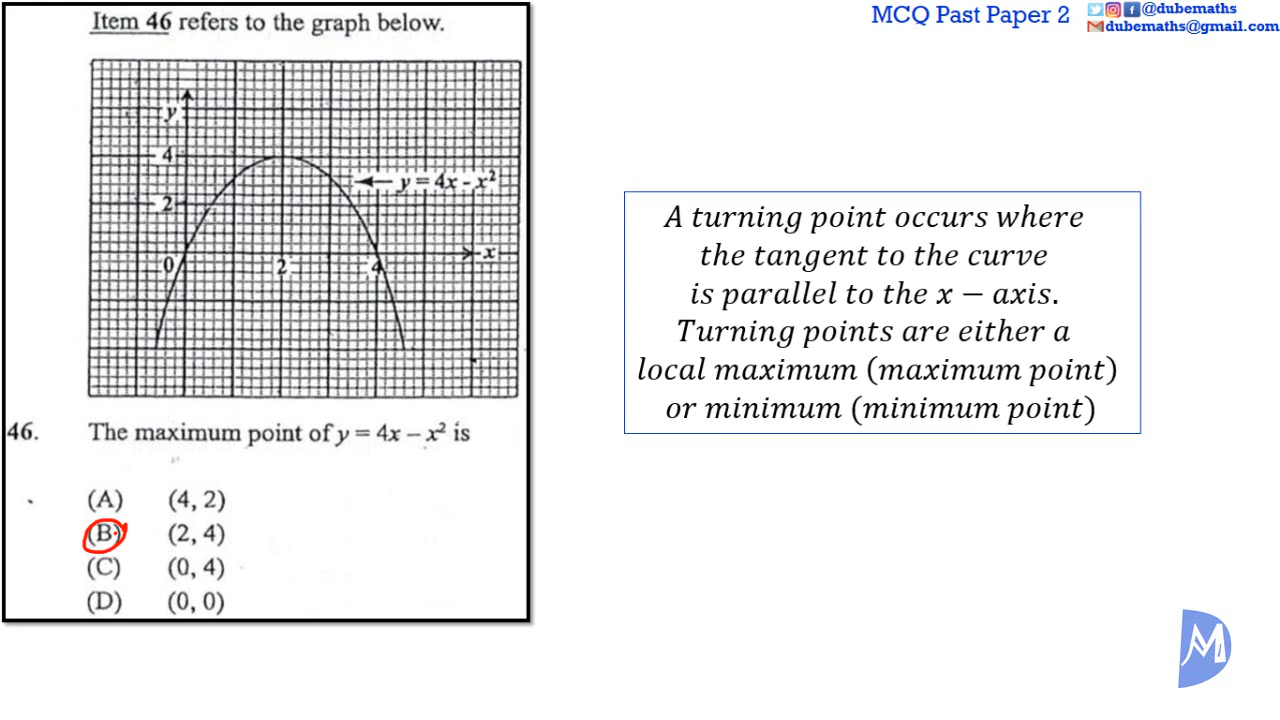 Item 46 refers to the graph below.
MCQ Past Paper 2
@dubemaths
dubemaths@gmail.com
y
4
y = 4x - x²
2
x
0
2
4
A turning point occurs where
the tangent to the curve
is parallel to the x − axis.
Turning points are either a
local maximum (maximum point)
or minimum (minimum point)
46. The maximum point of y = 4x – x² is
(A) (4, 2)
(B) (2, 4)
(C) (0, 4)
(D) (0, 0)
M